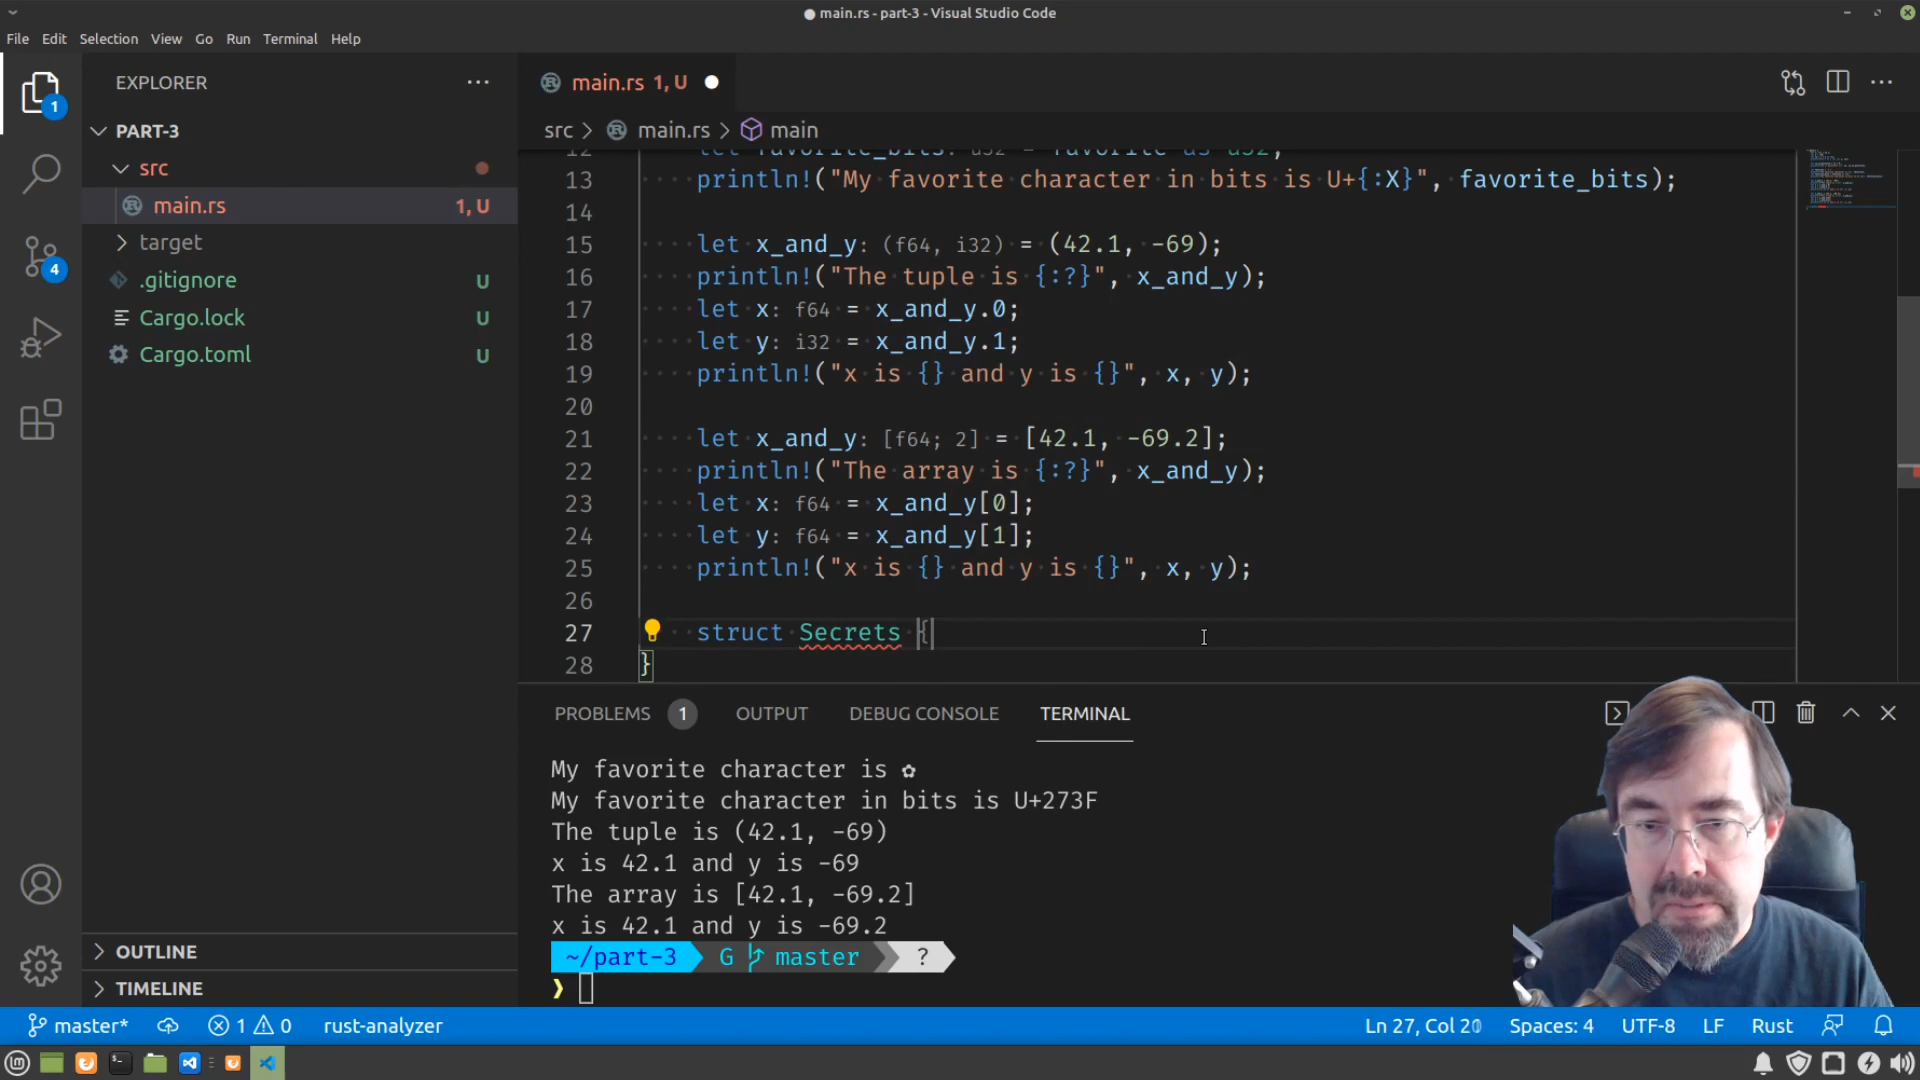 main.rs - part-3 - Visual Studio Code
File Edit Selection View Go Run Terminal Help
EXPLORER
main.rs 1, U
PART-3
src > main.rs > main
src
main.rs 1, U
target
.gitignore U
Cargo.lock U
Cargo.toml U
12 let favorite_bits: u32 = favorite as u32;
13 println!("My favorite character in bits is U+{:X}", favorite_bits);
14
15 let x_and_y: (f64, i32) = (42.1, -69);
16 println!("The tuple is {:?}", x_and_y);
17 let x: f64 = x_and_y.0;
18 let y: i32 = x_and_y.1;
19 println!("x is {} and y is {}", x, y);
20
21 let x_and_y: [f64; 2] = [42.1, -69.2];
22 println!("The array is {:?}", x_and_y);
23 let x: f64 = x_and_y[0];
24 let y: f64 = x_and_y[1];
25 println!("x is {} and y is {}", x, y);
26
27 struct Secrets {
28 }
PROBLEMS 1 OUTPUT DEBUG CONSOLE TERMINAL
My favorite character is ✿
My favorite character in bits is U+273F
The tuple is (42.1, -69)
x is 42.1 and y is -69
The array is [42.1, -69.2]
x is 42.1 and y is -69.2
~/part-3 G master ?
❯
OUTLINE
TIMELINE
1
4
master* 1 0 rust-analyzer Ln 27, Col 20 Spaces: 4 UTF-8 LF Rust